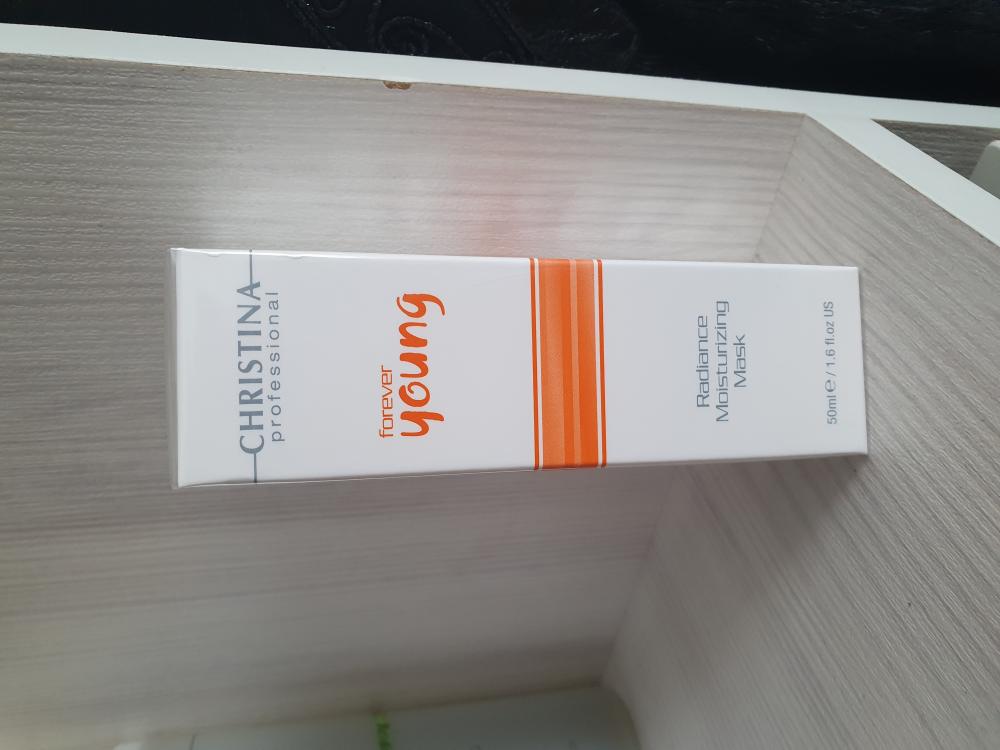 CHRISTINA
professional
forever
young
Radiance
Moisturizing
Mask
50ml e / 1.6 fl.oz US